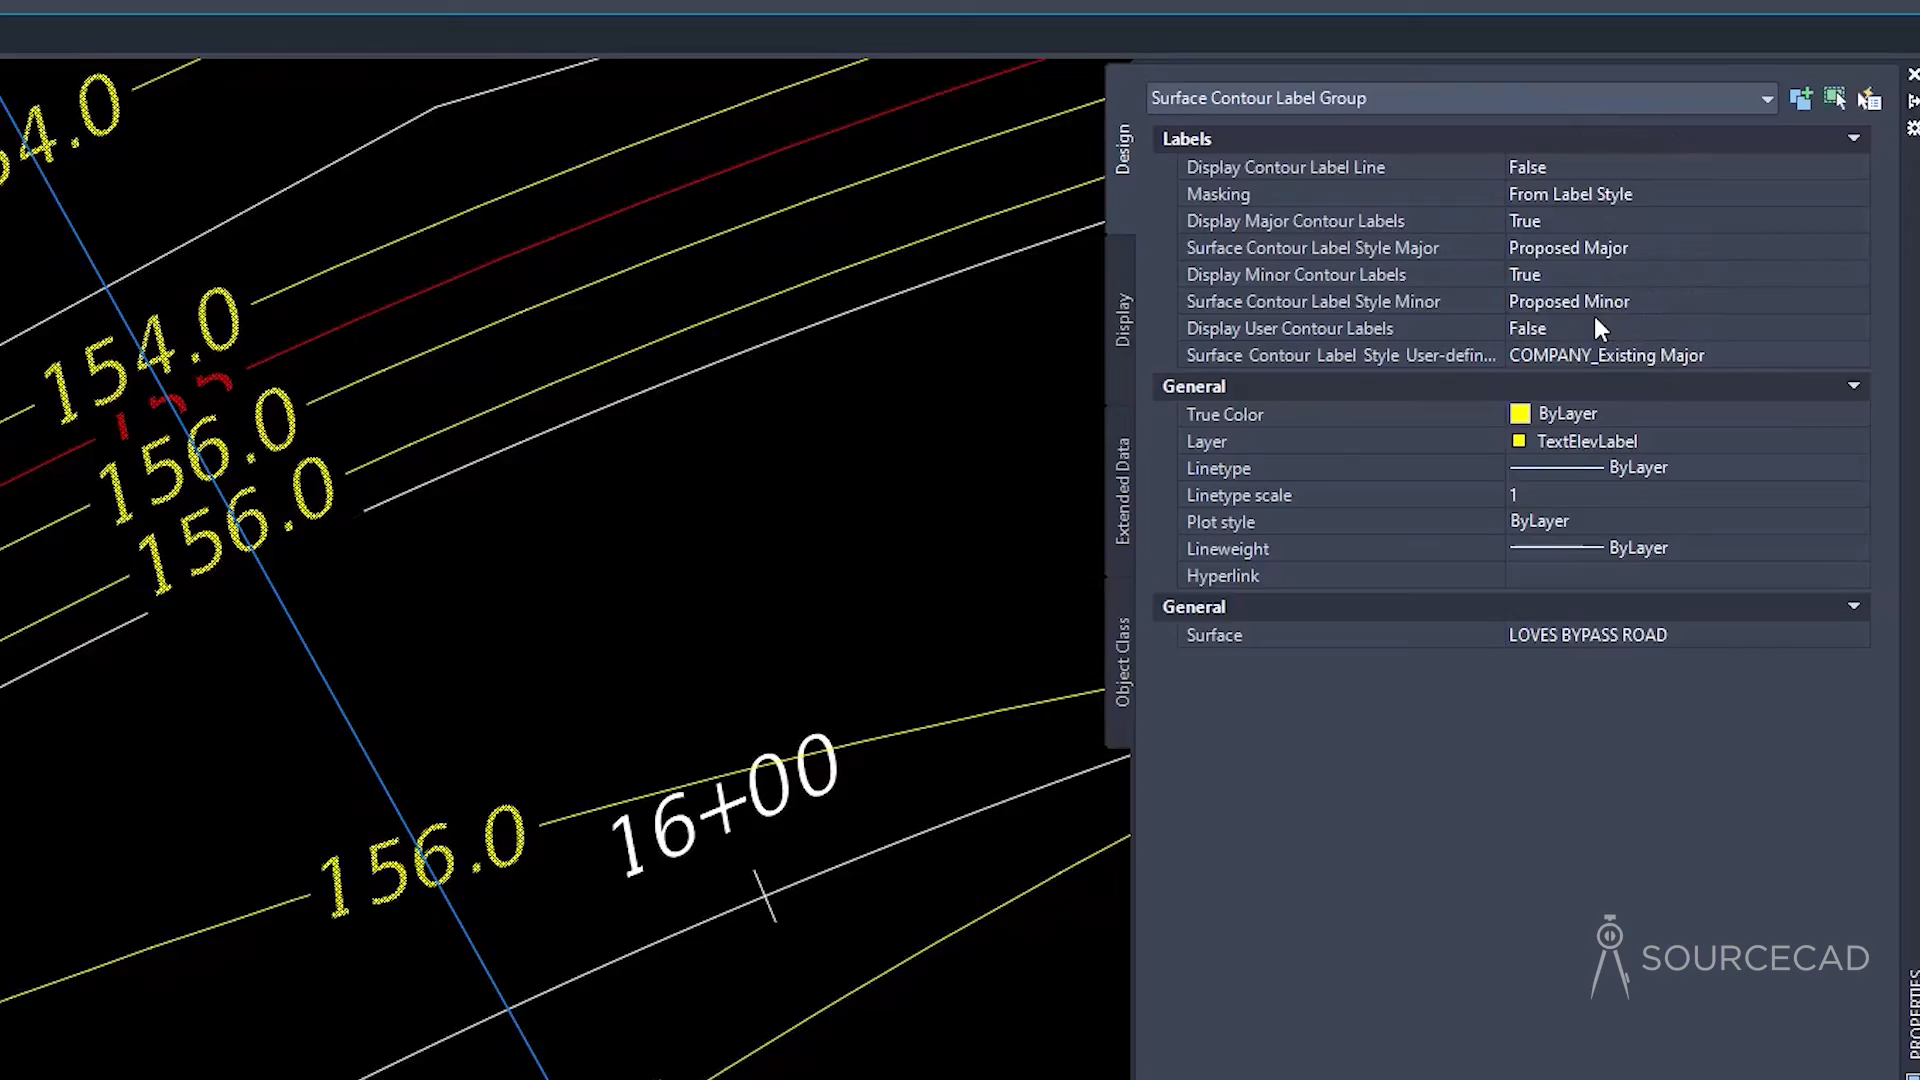 54.0
154.0
155
156.0
156.0
156.0
16+00
Surface Contour Label Group
Design
Display
Extended Data
Object Class
Labels
Display Contour Label Line False
Masking From Label Style
Display Major Contour Labels True
Surface Contour Label Style Major Proposed Major
Display Minor Contour Labels True
Surface Contour Label Style Minor Proposed Minor
Display User Contour Labels False
Surface Contour Label Style User-defin... COMPANY_Existing Major
General
True Color ByLayer
Layer TextElevLabel
Linetype ByLayer
Linetype scale 1
Plot style ByLayer
Lineweight ByLayer
Hyperlink
General
Surface LOVES BYPASS ROAD
SOURCECAD
PROPERTIES